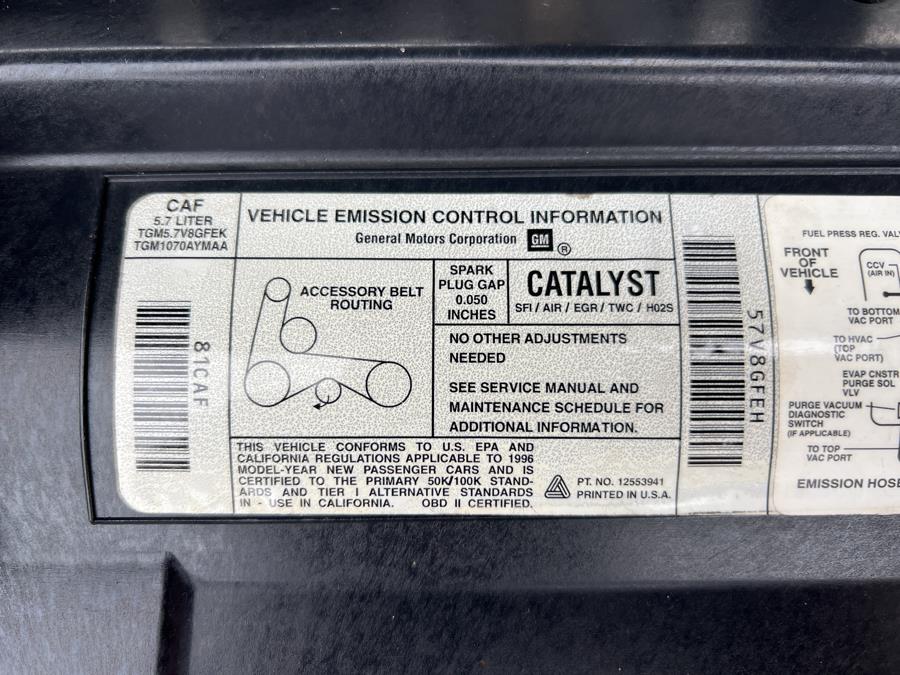 CAF
5.7 LITER
TGM5.7V8GFEK
TGM1070AYMAA
81CAF
VEHICLE EMISSION CONTROL INFORMATION
General Motors Corporation GM ®
ACCESSORY BELT
ROUTING
SPARK
PLUG GAP
0.050
INCHES
CATALYST
SFI / AIR / EGR / TWC / H02S
NO OTHER ADJUSTMENTS
NEEDED
SEE SERVICE MANUAL AND
MAINTENANCE SCHEDULE FOR
ADDITIONAL INFORMATION.
THIS VEHICLE CONFORMS TO U.S. EPA AND
CALIFORNIA REGULATIONS APPLICABLE TO 1996
MODEL-YEAR NEW PASSENGER CARS AND IS
CERTIFIED TO THE PRIMARY 50K/100K STAND-
ARDS AND TIER I ALTERNATIVE STANDARDS
IN - USE IN CALIFORNIA. OBD II CERTIFIED.
PT. NO. 12553941
PRINTED IN U.S.A.
57V8GFEH
FUEL PRESS REG. VAL
FRONT
OF
VEHICLE
CCV
(AIR IN)
TO BOTTOM
VAC PORT
TO HVAC
(TOP
VAC PORT)
EVAP CNSTR
PURGE SOL
VLV
PURGE VACUUM
DIAGNOSTIC
SWITCH
(IF APPLICABLE)
TO TOP
VAC PORT
EMISSION HOSE